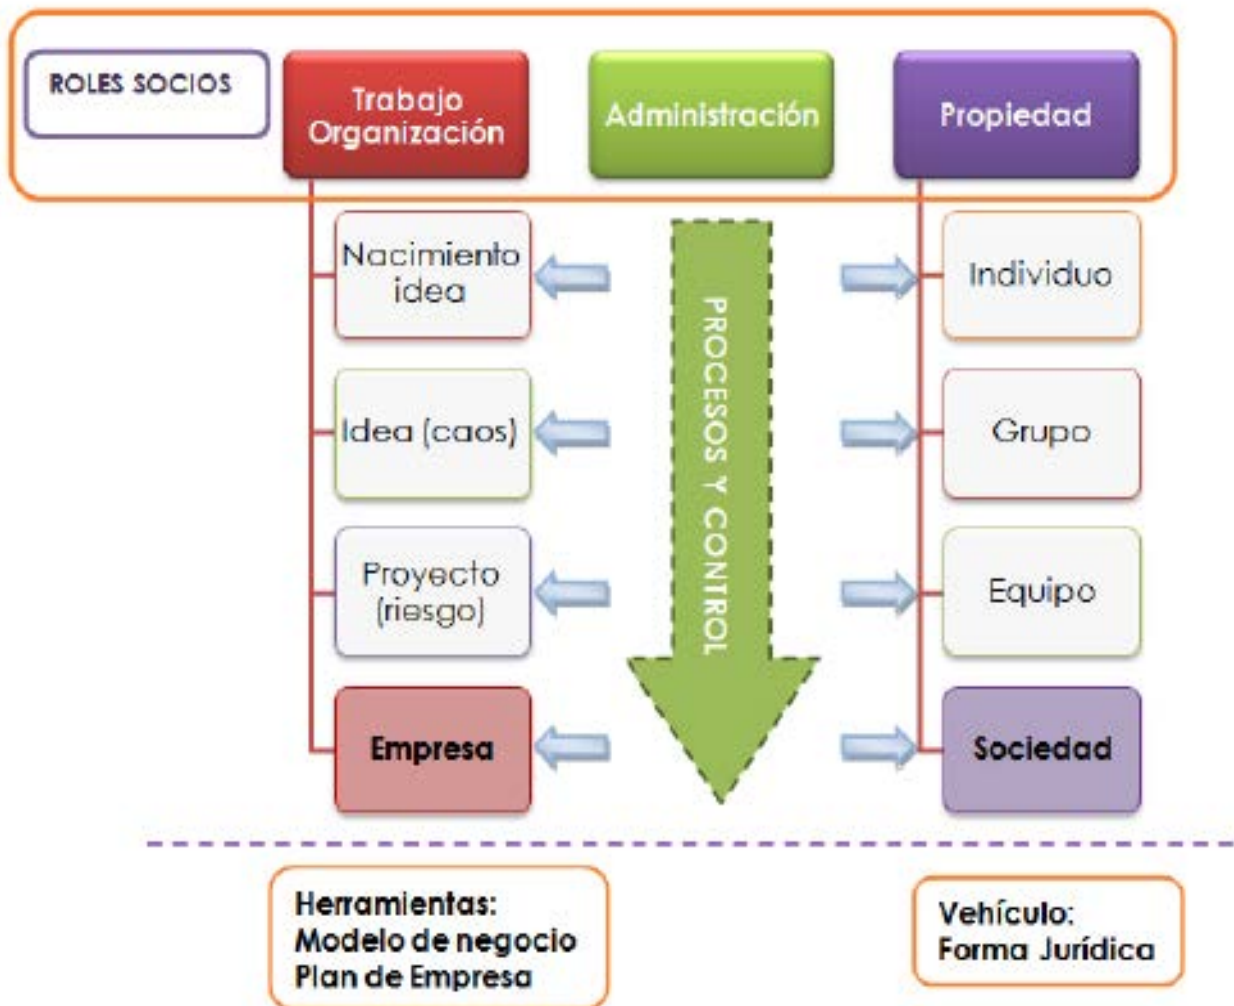 ROLES SOCIOS
Trabajo
Organización
Administración
Propiedad
Nacimiento
idea
Individuo
Idea (caos)
Grupo
Proyecto
(riesgo)
Equipo
Empresa
Sociedad
PROCESOS Y CONTROL
Herramientas:
Modelo de negocio
Plan de Empresa
Vehículo:
Forma Jurídica